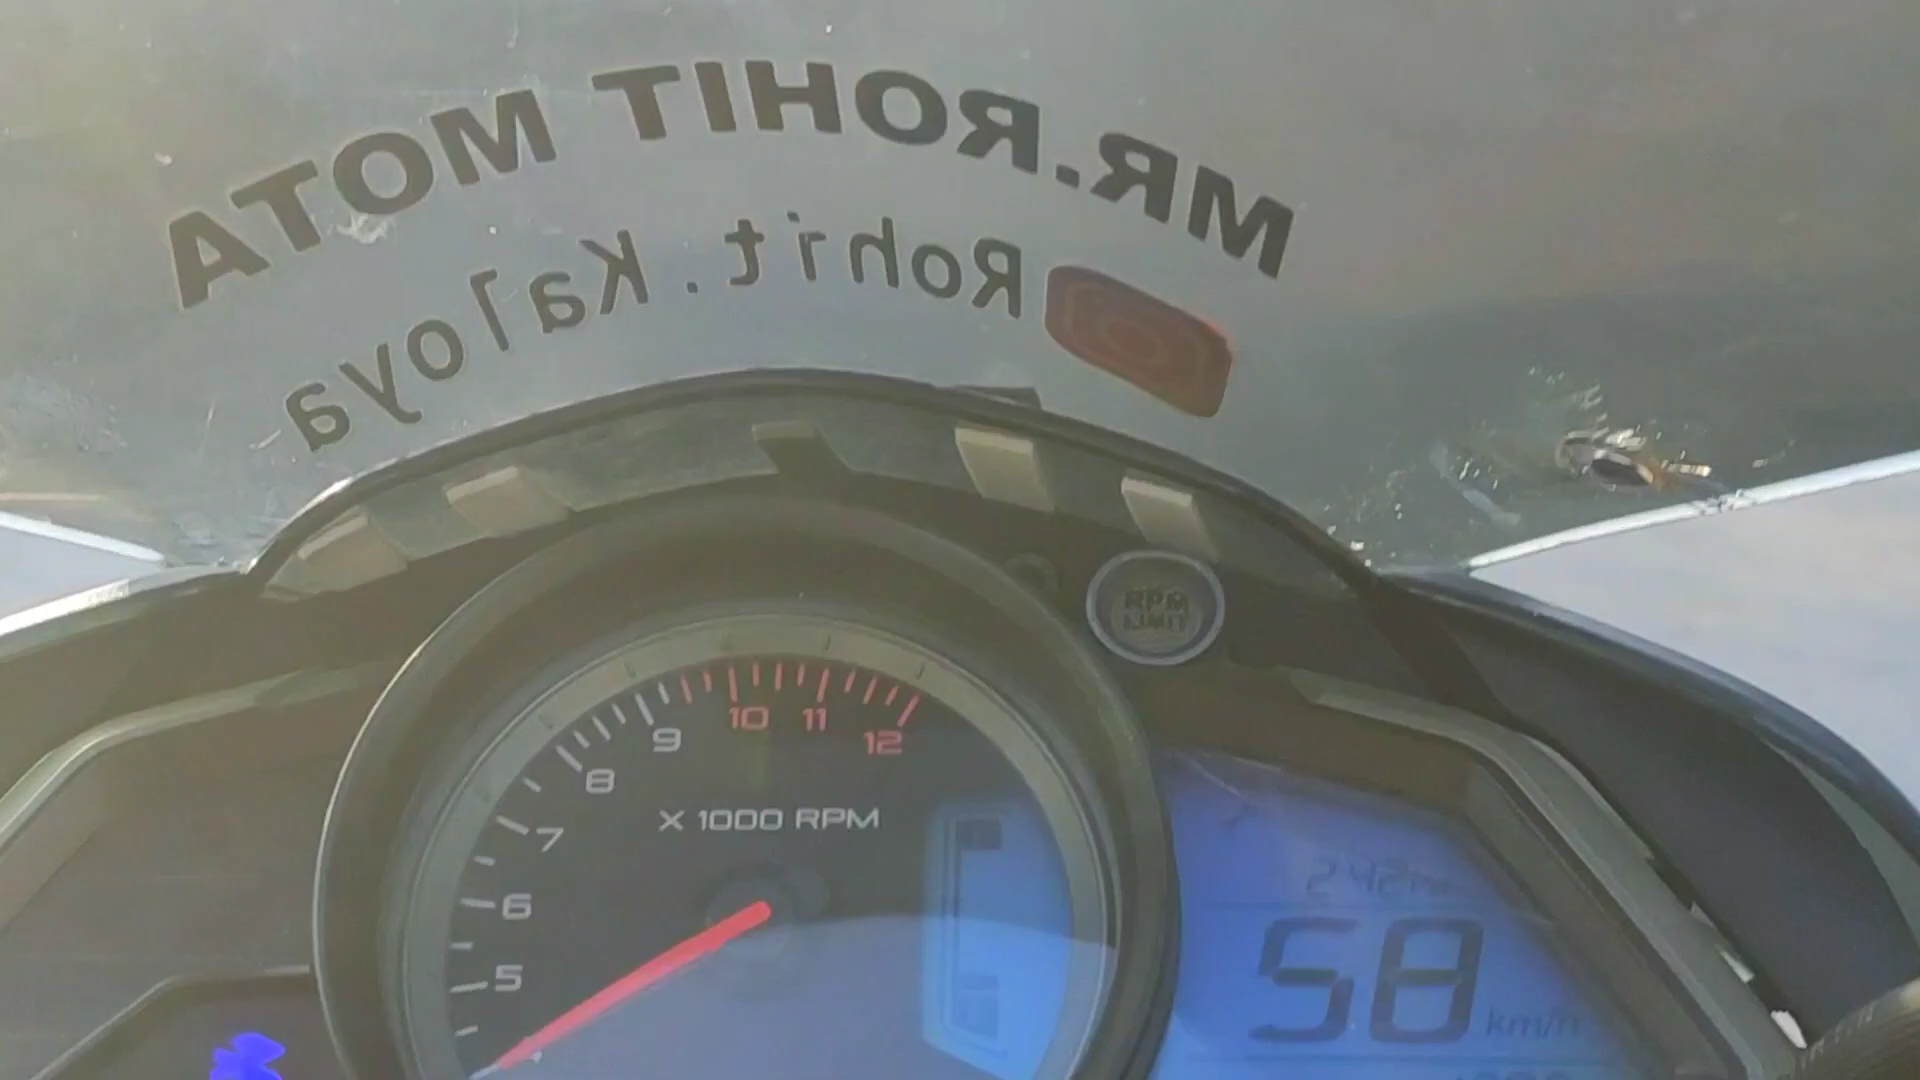 MR.ROHIT MOTA
Rohit.Kaloya
RPM
LIMIT
10 11
9 12
8
X 1000 RPM
7
6
5
242
58 km/h